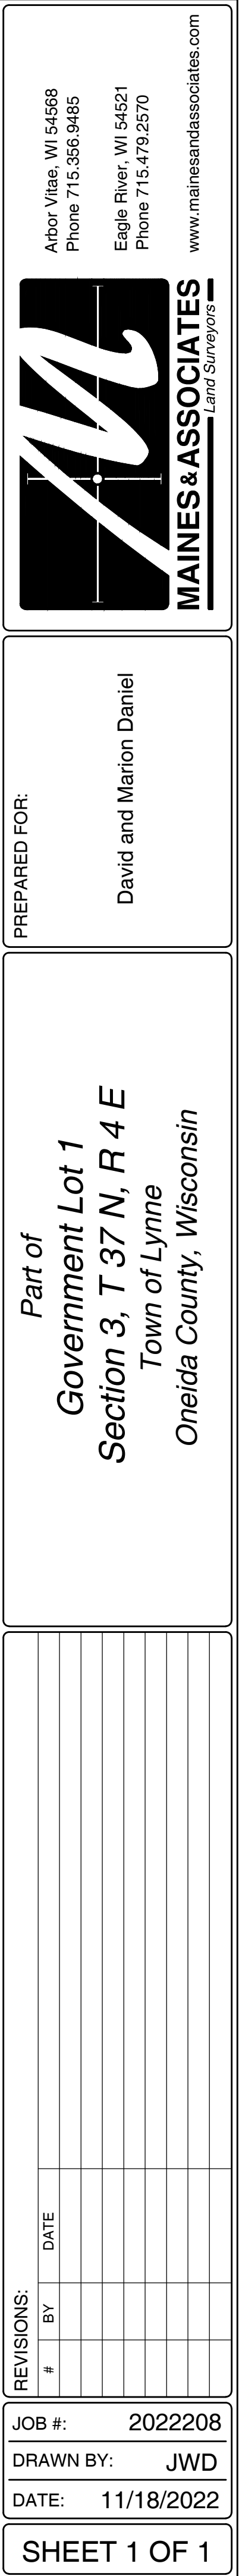 Arbor Vitae, WI 54568
Phone 715.356.9485
Eagle River, WI 54521
Phone 715.479.2570
www.mainesandassociates.com
m
MAINES & ASSOCIATES
Land Surveyors
PREPARED FOR:
David and Marion Daniel
Part of
Government Lot 1
Section 3, T 37 N, R 4 E
Town of Lynne
Oneida County, Wisconsin
REVISIONS:
# BY DATE
JOB #: 2022208
DRAWN BY: JWD
DATE: 11/18/2022
SHEET 1 OF 1